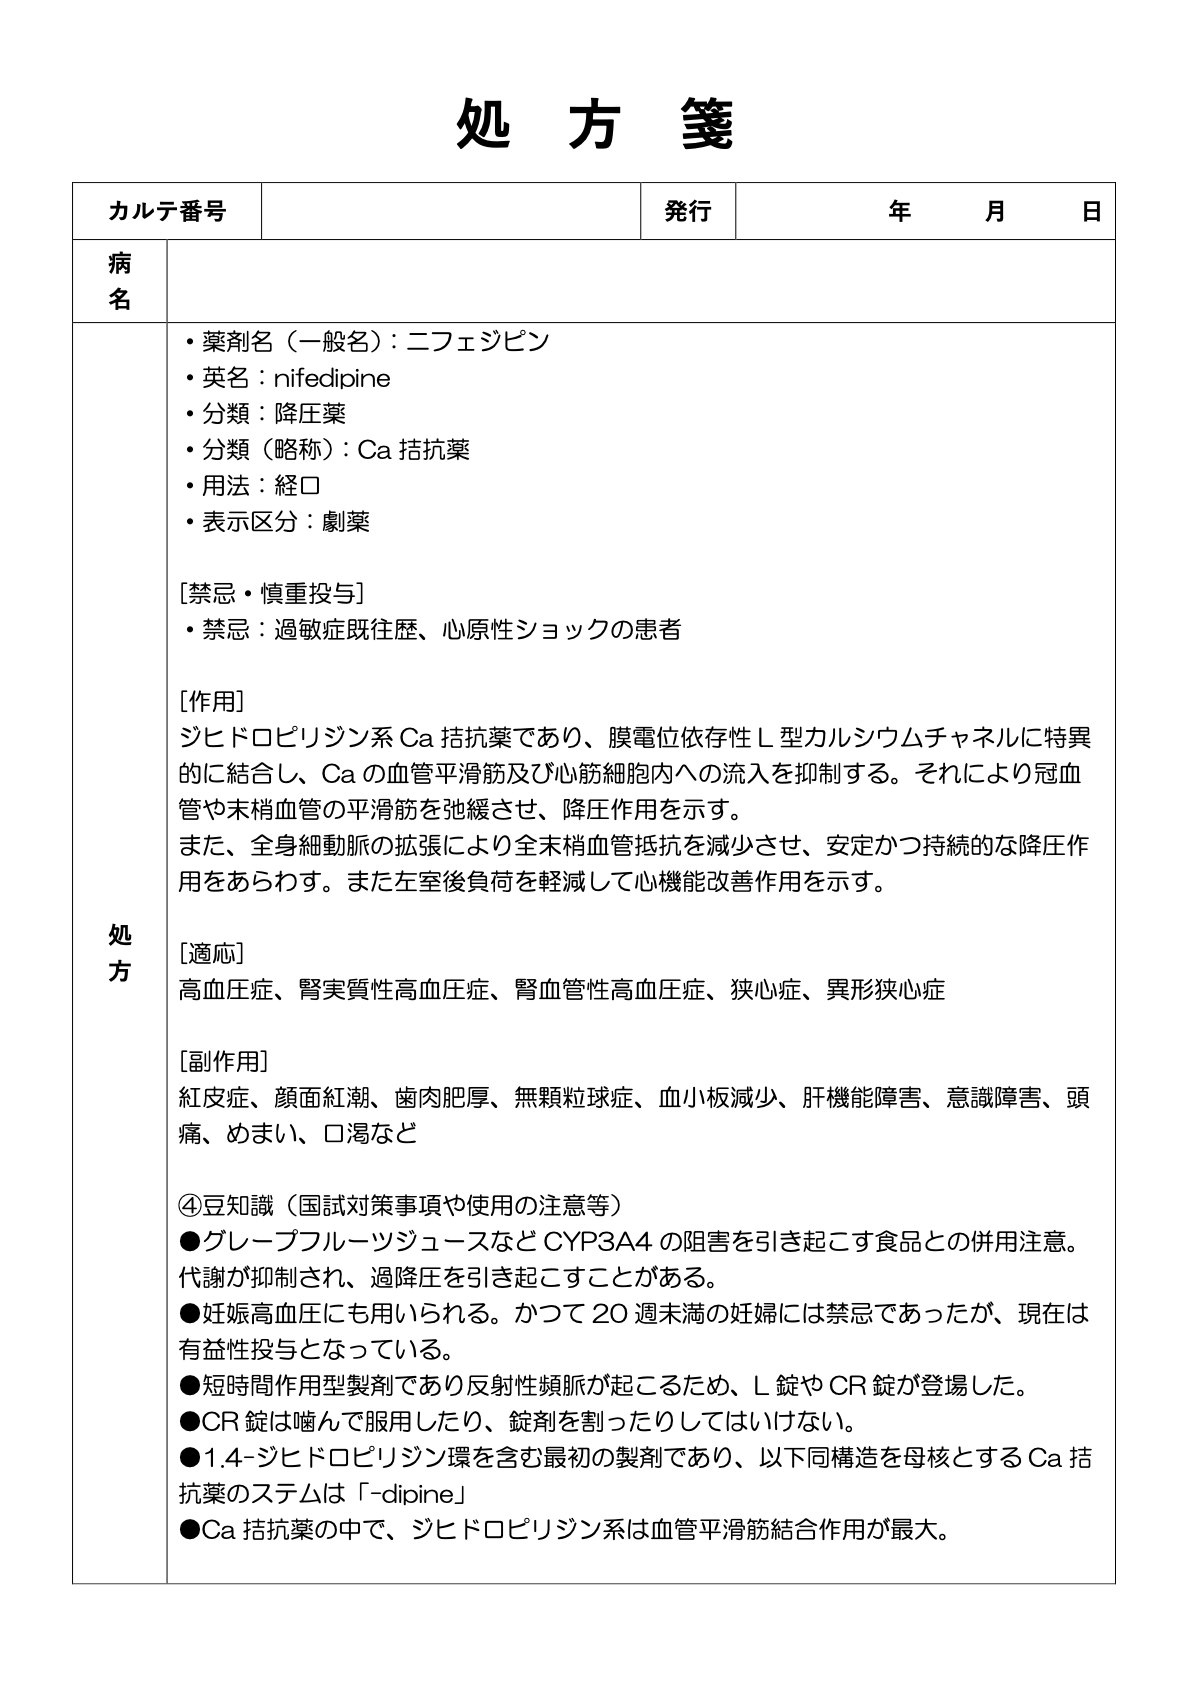 処 方 箋
カルテ番号 発行 年 月 日
病
名
・薬剤名（一般名）：ニフェジピン
・英名：nifedipine
・分類：降圧薬
・分類（略称）：Ca 拮抗薬
・用法：経口
・表示区分：劇薬
[禁忌・慎重投与]
・禁忌：過敏症既往歴、心原性ショックの患者
[作用]
ジヒドロピリジン系 Ca 拮抗薬であり、膜電位依存性 L 型カルシウムチャネルに特異
的に結合し、Ca の血管平滑筋及び心筋細胞内への流入を抑制する。それにより冠血
管や末梢血管の平滑筋を弛緩させ、降圧作用を示す。
また、全身細動脈の拡張により全末梢血管抵抗を減少させ、安定かつ持続的な降圧作
用をあらわす。また左室後負荷を軽減して心機能改善作用を示す。
処
方
[適応]
高血圧症、腎実質性高血圧症、腎血管性高血圧症、狭心症、異形狭心症
[副作用]
紅皮症、顔面紅潮、歯肉肥厚、無顆粒球症、血小板減少、肝機能障害、意識障害、頭
痛、めまい、口渇など
④豆知識（国試対策事項や使用の注意等）
●グレープフルーツジュースなど CYP3A4 の阻害を引き起こす食品との併用注意。
代謝が抑制され、過降圧を引き起こすことがある。
●妊娠高血圧にも用いられる。かつて 20 週未満の妊婦には禁忌であったが、現在は
有益性投与となっている。
●短時間作用型製剤であり反射性頻脈が起こるため、L 錠や CR 錠が登場した。
●CR 錠は噛んで服用したり、錠剤を割ったりしてはいけない。
●1.4-ジヒドロピリジン環を含む最初の製剤であり、以下同構造を母核とする Ca 拮
抗薬のステムは「-dipine」
●Ca 拮抗薬の中で、ジヒドロピリジン系は血管平滑筋結合作用が最大。